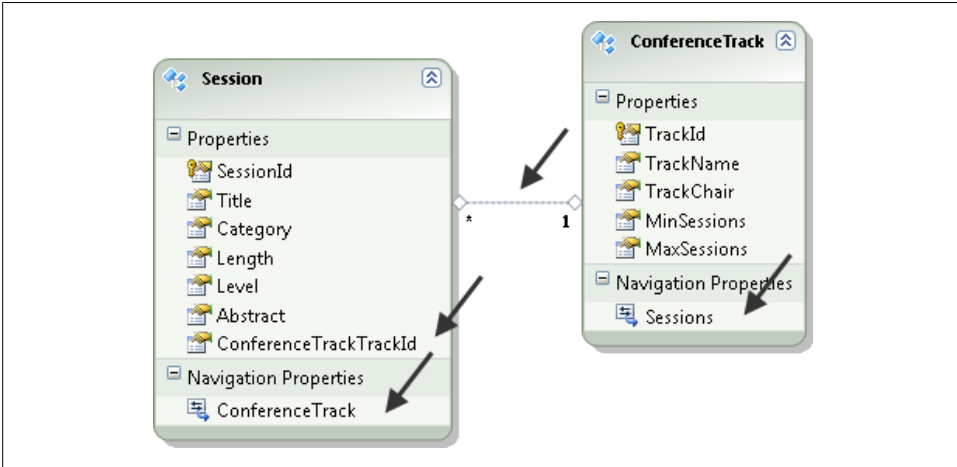 Session
Properties
SessionId
Title
Category
Length
Level
Abstract
ConferenceTrackTrackId
Navigation Properties
ConferenceTrack
* 1
ConferenceTrack
Properties
TrackId
TrackName
TrackChair
MinSessions
MaxSessions
Navigation Properties
Sessions